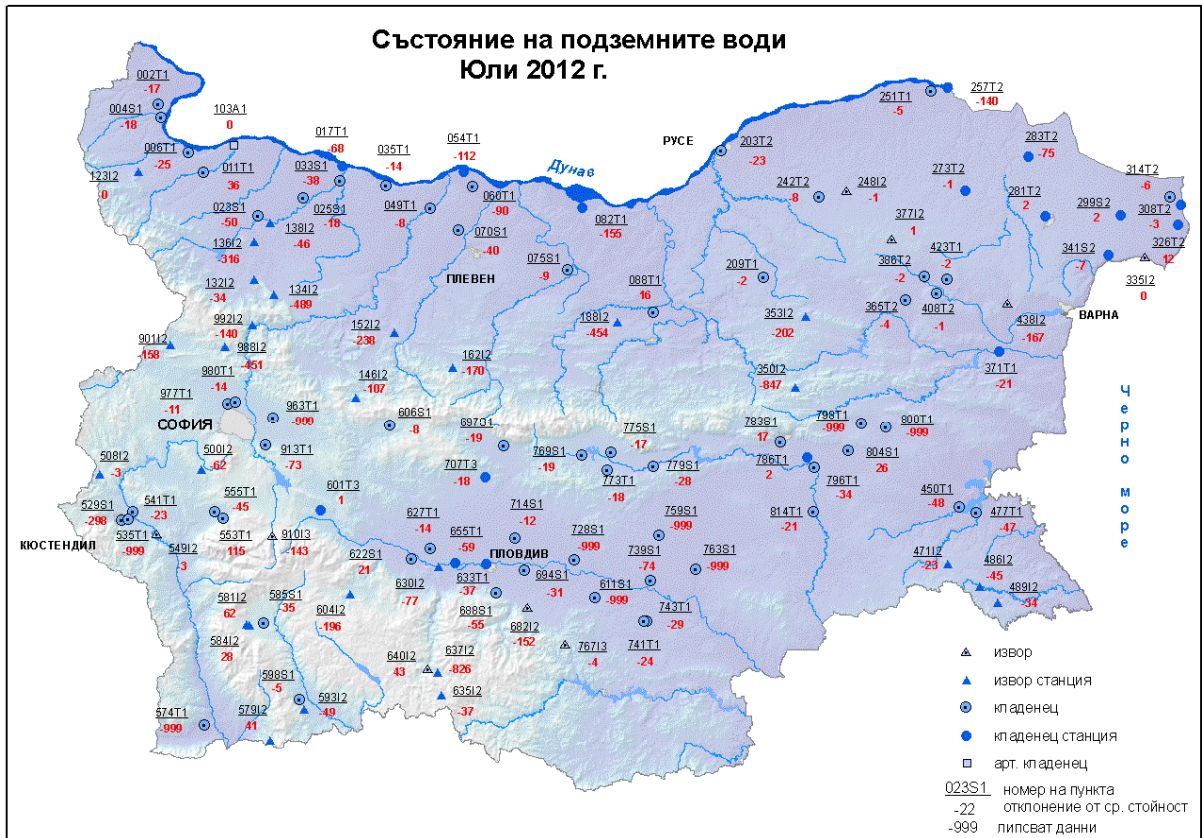 Състояние на подземните води
Юли 2012 г.
002T1
-17
004S1
-18
103A1
0
006T1
-25
011T1
36
123I2
0
017T1
-68
033S1
-38
035T1
-14
054T1
-112
Дунав
РУСЕ
203T2
-23
251T1
-5
257T2
-140
283T2
-75
273T2
-1
281T2
2
314T2
-6
299S2
2
308T2
-3
326T2
12
341S2
-7
335I2
0
242T2
-8
248I2
-1
377I2
1
423T1
-2
386T2
-2
365T2
-4
408T2
-1
438I2
-167
ВАРНА
371T1
-21
023S1
-50
025S1
-18
138I2
-46
136I2
-316
049T1
-8
060T1
-90
070S1
-40
ПЛЕВЕН
075S1
-9
082T1
-155
088T1
16
209T1
-2
132I2
-34
134I2
-489
992I2
-140
901I2
-158
988I2
-451
152I2
-238
162I2
-170
146I2
-107
188I2
-454
353I2
-202
350I2
-847
980T1
-14
977T1
-11
СОФИЯ
963T1
-999
913T1
-73
606S1
-8
697S1
-19
707T3
-18
769S1
-19
775S1
-17
773T1
-18
779S1
-28
783S1
17
786T1
2
798T1
-999
800T1
-999
804S1
26
796T1
-34
814T1
-21
450T1
-48
477T1
-47
471I2
-23
486I2
-45
489I2
-34
Черно море
508I2
-3
500I2
-62
529S1
-298
541T1
-23
535T1
-999
КЮСТЕНДИЛ
549I2
3
555T1
-45
553T1
115
910I3
-143
601T3
1
627T1
-14
622S1
21
655T1
-59
630I2
-77
633T1
-37
ПЛОВДИВ
714S1
-12
728S1
-999
694S1
-31
688S1
-55
682I2
-152
759S1
-999
739S1
-74
763S1
-999
611S1
-999
743T1
-29
741T1
-24
767I3
-4
581I2
62
585S1
-35
584I2
28
604I2
-196
598S1
-5
593I2
-49
579I2
41
574T1
-999
640I2
43
637I2
-826
635I2
-37
извор
извор станция
кладенец
кладенец станция
арт. кладенец
023S1 номер на пункта
-22 отклонение от ср. стойност
-999 липсват данни